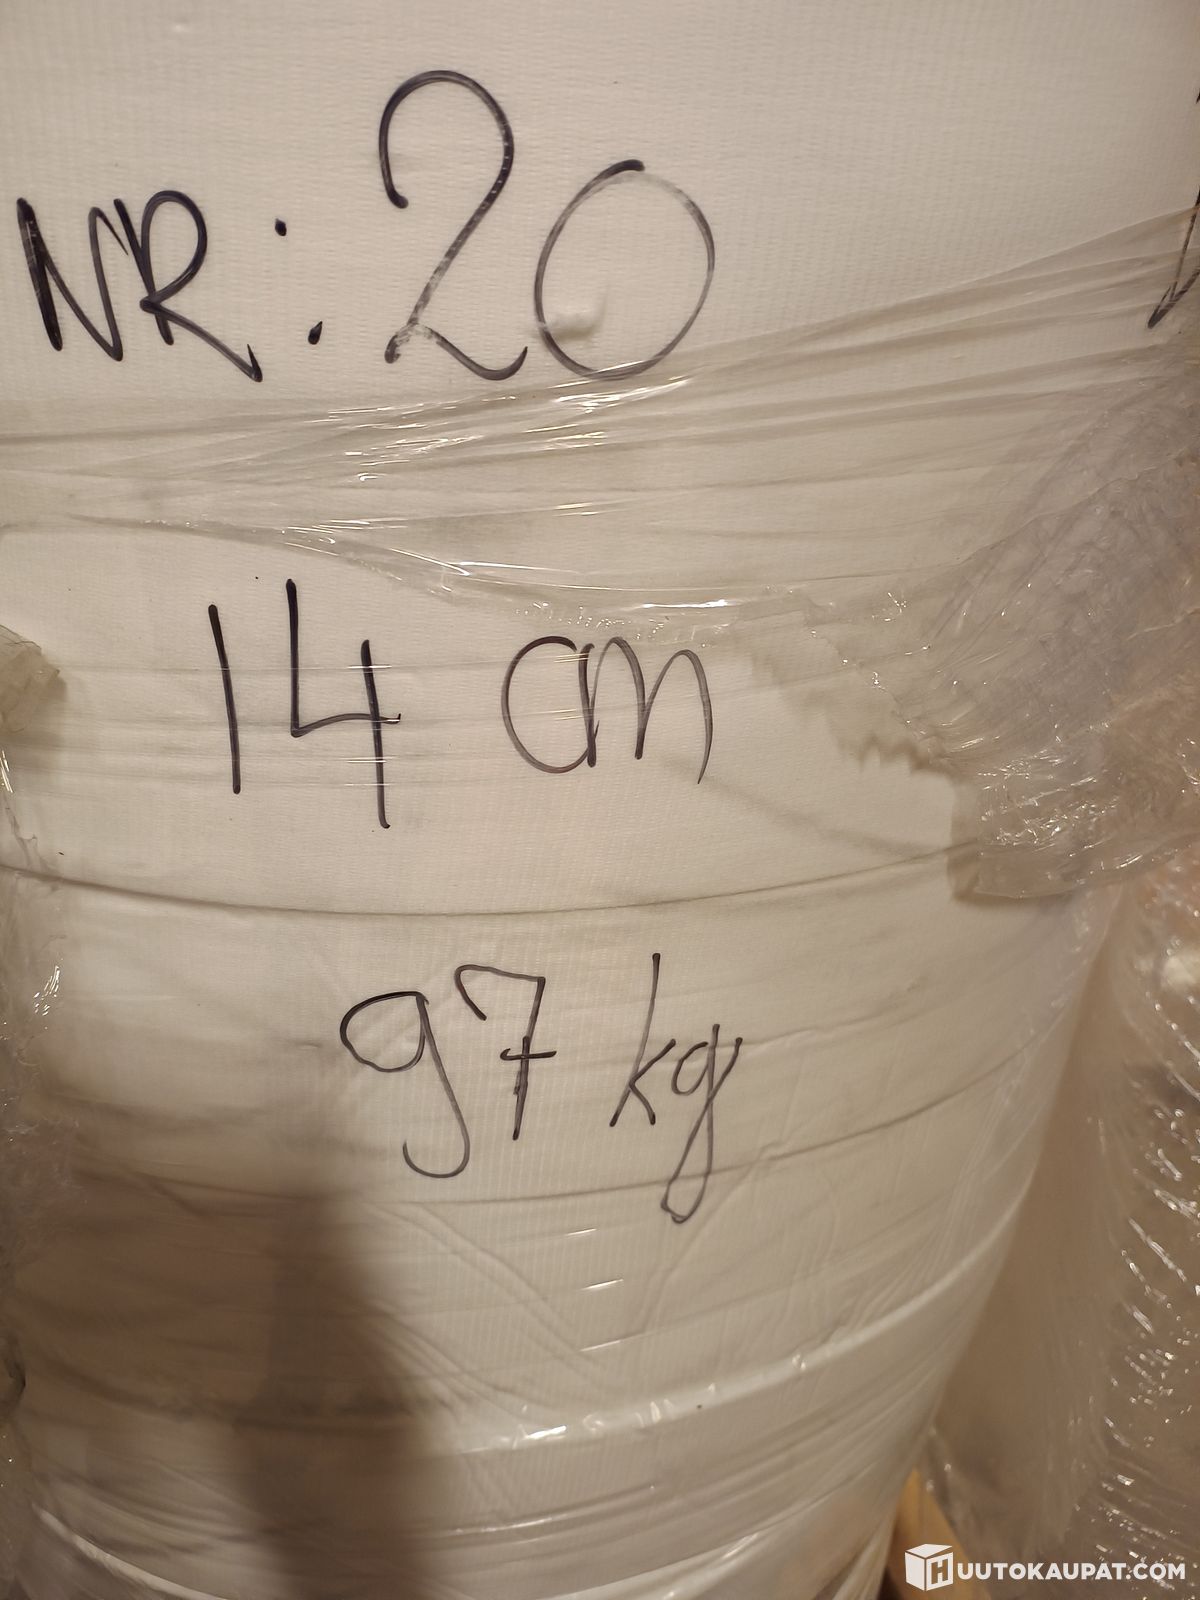 NR: 20
14 cm
97 kg
HUUTOKAUPAT.COM